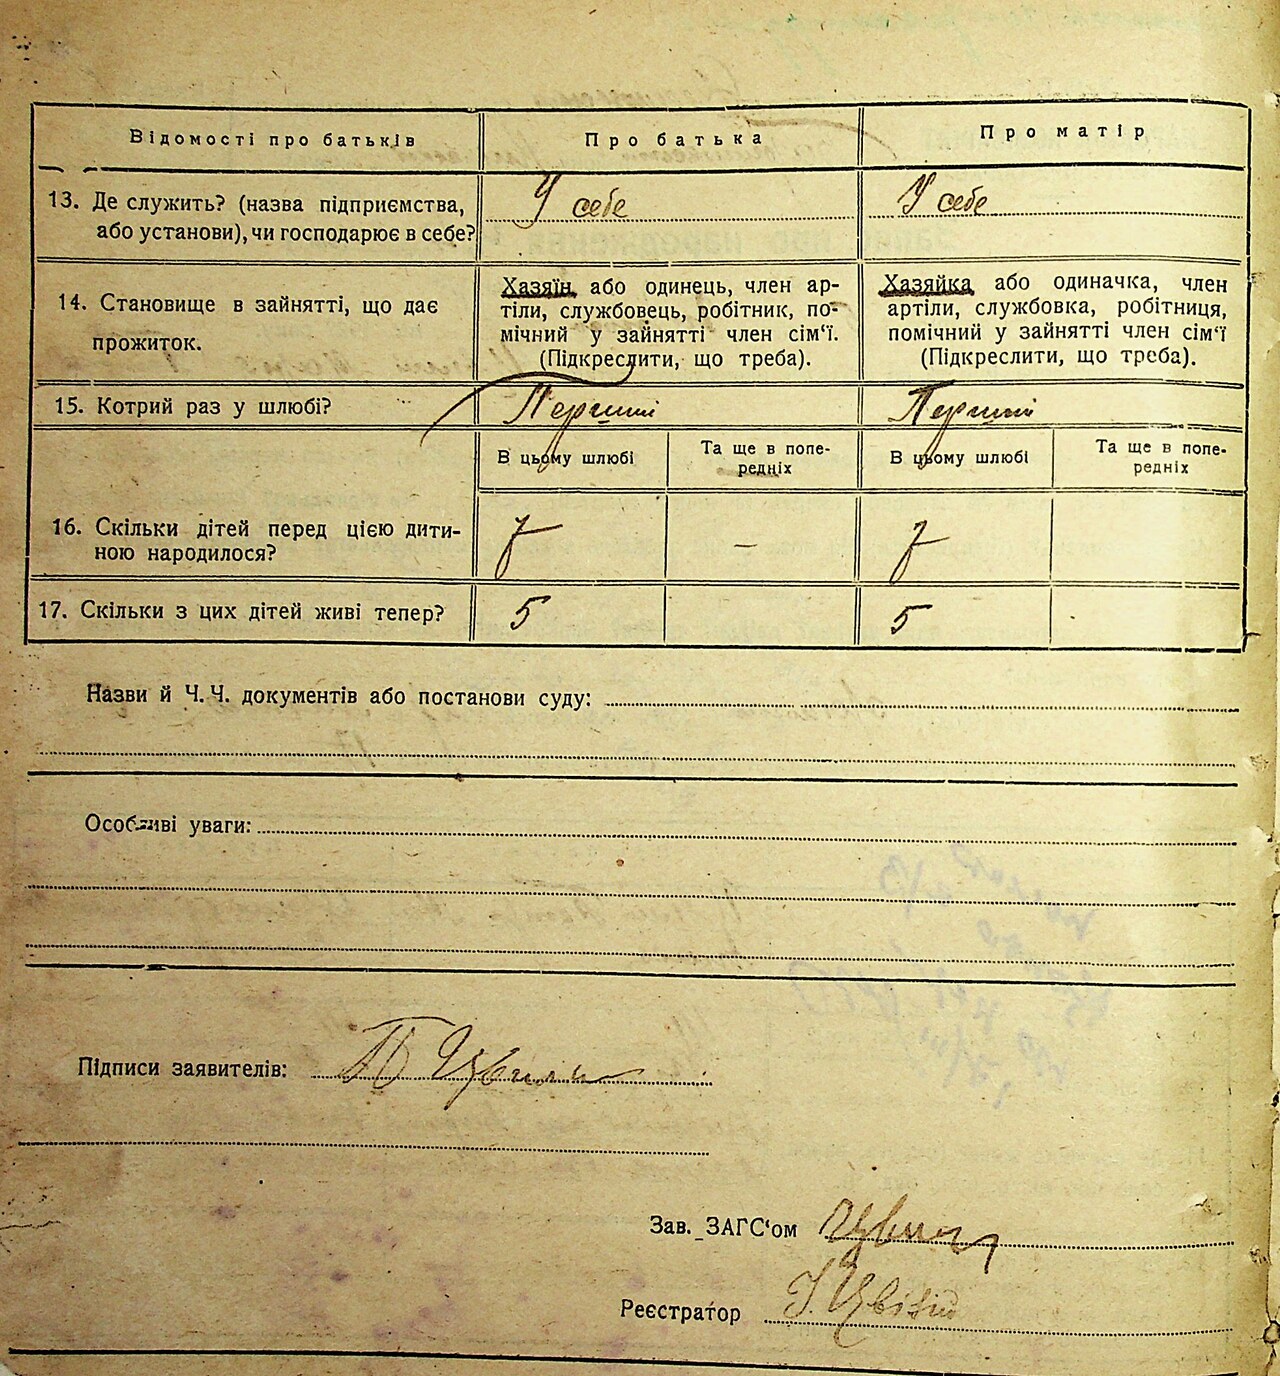 Відомості про батьків
Про батька
Про матір
13. Де служить? (назва підприємства,
або установи), чи господарює в себе?
У себе
У себе
14. Становище в зайнятті, що дає
прожиток.
Хазяїн або одинець, член ар-
тіли, службовець, робітник, по-
мічний у зайнятті член сім‘ї.
(Підкреслити, що треба).
Хазяйка або одиначка, член
артіли, службовка, робітниця,
помічний у зайнятті член сім‘ї
(Підкреслити, що треба).
15. Котрий раз у шлюбі?
Перший
Перший
В цьому шлюбі
Та ще в попе-
редніх
В цьому шлюбі
Та ще в попе-
редніх
16. Скільки дітей перед цією дити-
ною народилося?
7
—
7
17. Скільки з цих дітей живі тепер?
5
5
Назви й Ч.Ч. документів або постанови суду:
Особливі уваги:
Підписи заявителів:
Зав. ЗАГС‘ом
Реєстратор